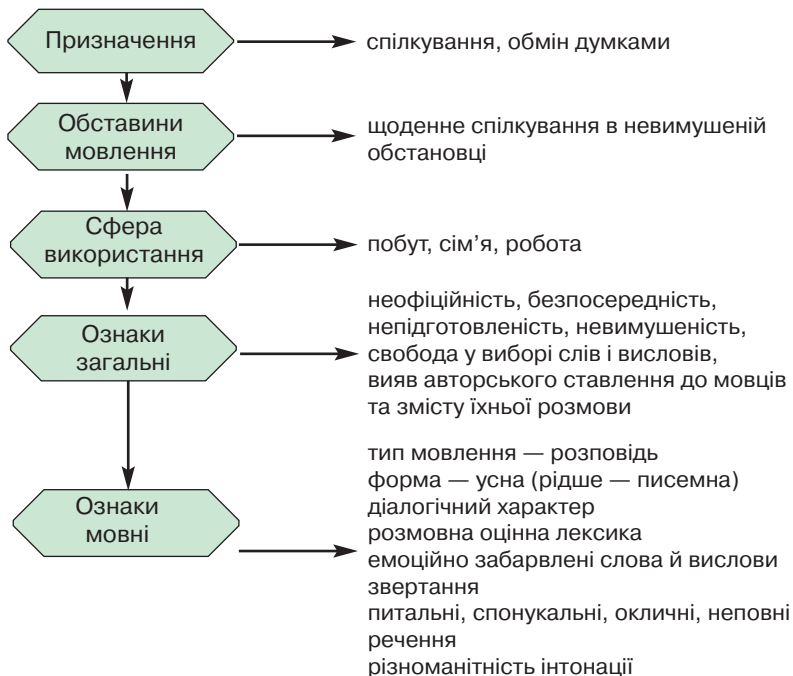 Призначення
спілкування, обмін думками
Обставини
мовлення
щоденне спілкування в невимушеній
обстановці
Сфера
використання
побут, сім’я, робота
Ознаки
загальні
неофіційність, безпосередність,
непідготовленість, невимушеність,
свобода у виборі слів і висловів,
вияв авторського ставлення до мовців
та змісту їхньої розмови
Ознаки
мовні
тип мовлення — розповідь
форма — усна (рідше — писемна)
діалогічний характер
розмовна оцінна лексика
емоційно забарвлені слова й вислови
звертання
питальні, спонукальні, окличні, неповні
речення
різноманітність інтонації